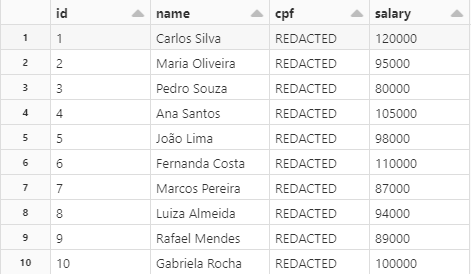 id name cpf salary
1 1 Carlos Silva REDACTED 120000
2 2 Maria Oliveira REDACTED 95000
3 3 Pedro Souza REDACTED 80000
4 4 Ana Santos REDACTED 105000
5 5 João Lima REDACTED 98000
6 6 Fernanda Costa REDACTED 110000
7 7 Marcos Pereira REDACTED 87000
8 8 Luiza Almeida REDACTED 94000
9 9 Rafael Mendes REDACTED 89000
10 10 Gabriela Rocha REDACTED 100000